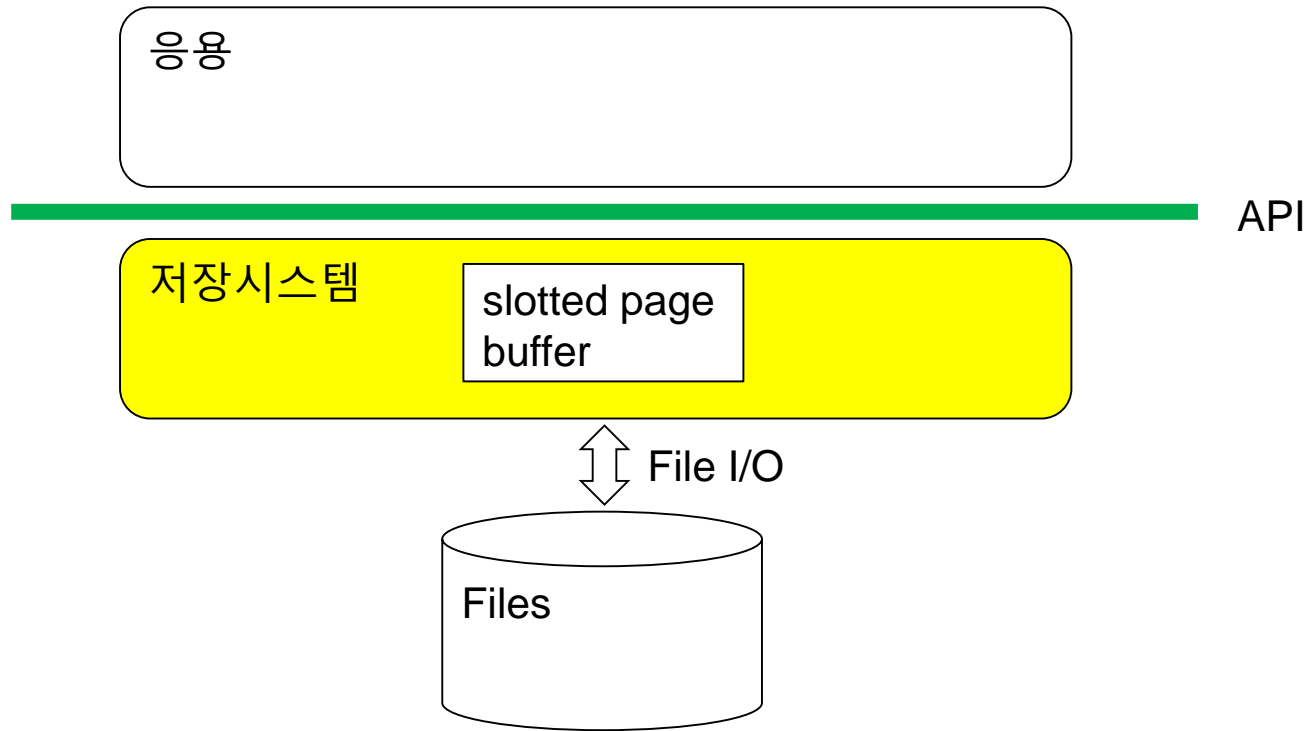 응용
API
저장시스템
slotted page
buffer
File I/O
Files